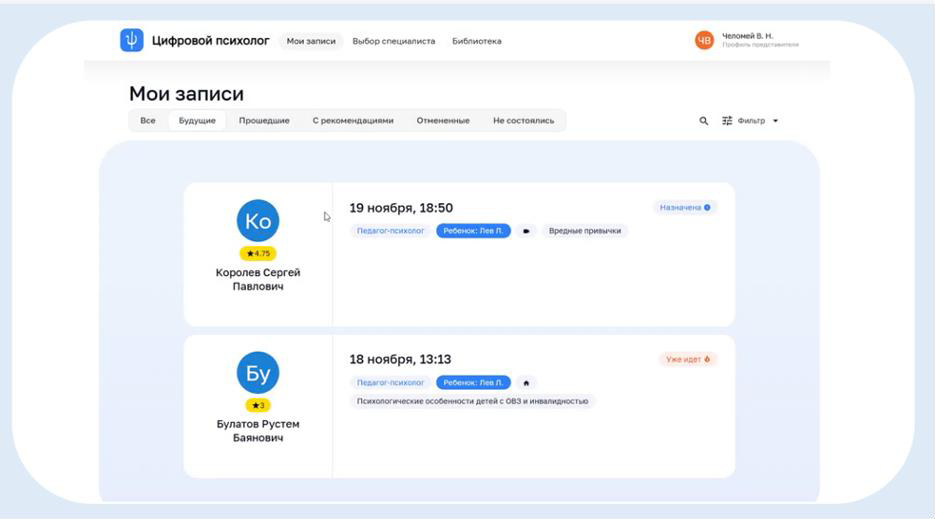 Цифровой психолог Мои записи Выбор специалиста Библиотека ЧВ Челомей В. Н.
Профиль представителя
Мои записи
Все Будущие Прошедшие С рекомендациями Отмененные Не состоялись Фильтр
Ко
4.75
Королев Сергей
Павлович
19 ноября, 18:50 Назначена
Педагог-психолог Ребенок: Лев Л. Вредные привычки
Бу
3
Булатов Рустем
Баянович
18 ноября, 13:13 Уже идет
Педагог-психолог Ребенок: Лев Л.
Психологические особенности детей с ОВЗ и инвалидностью